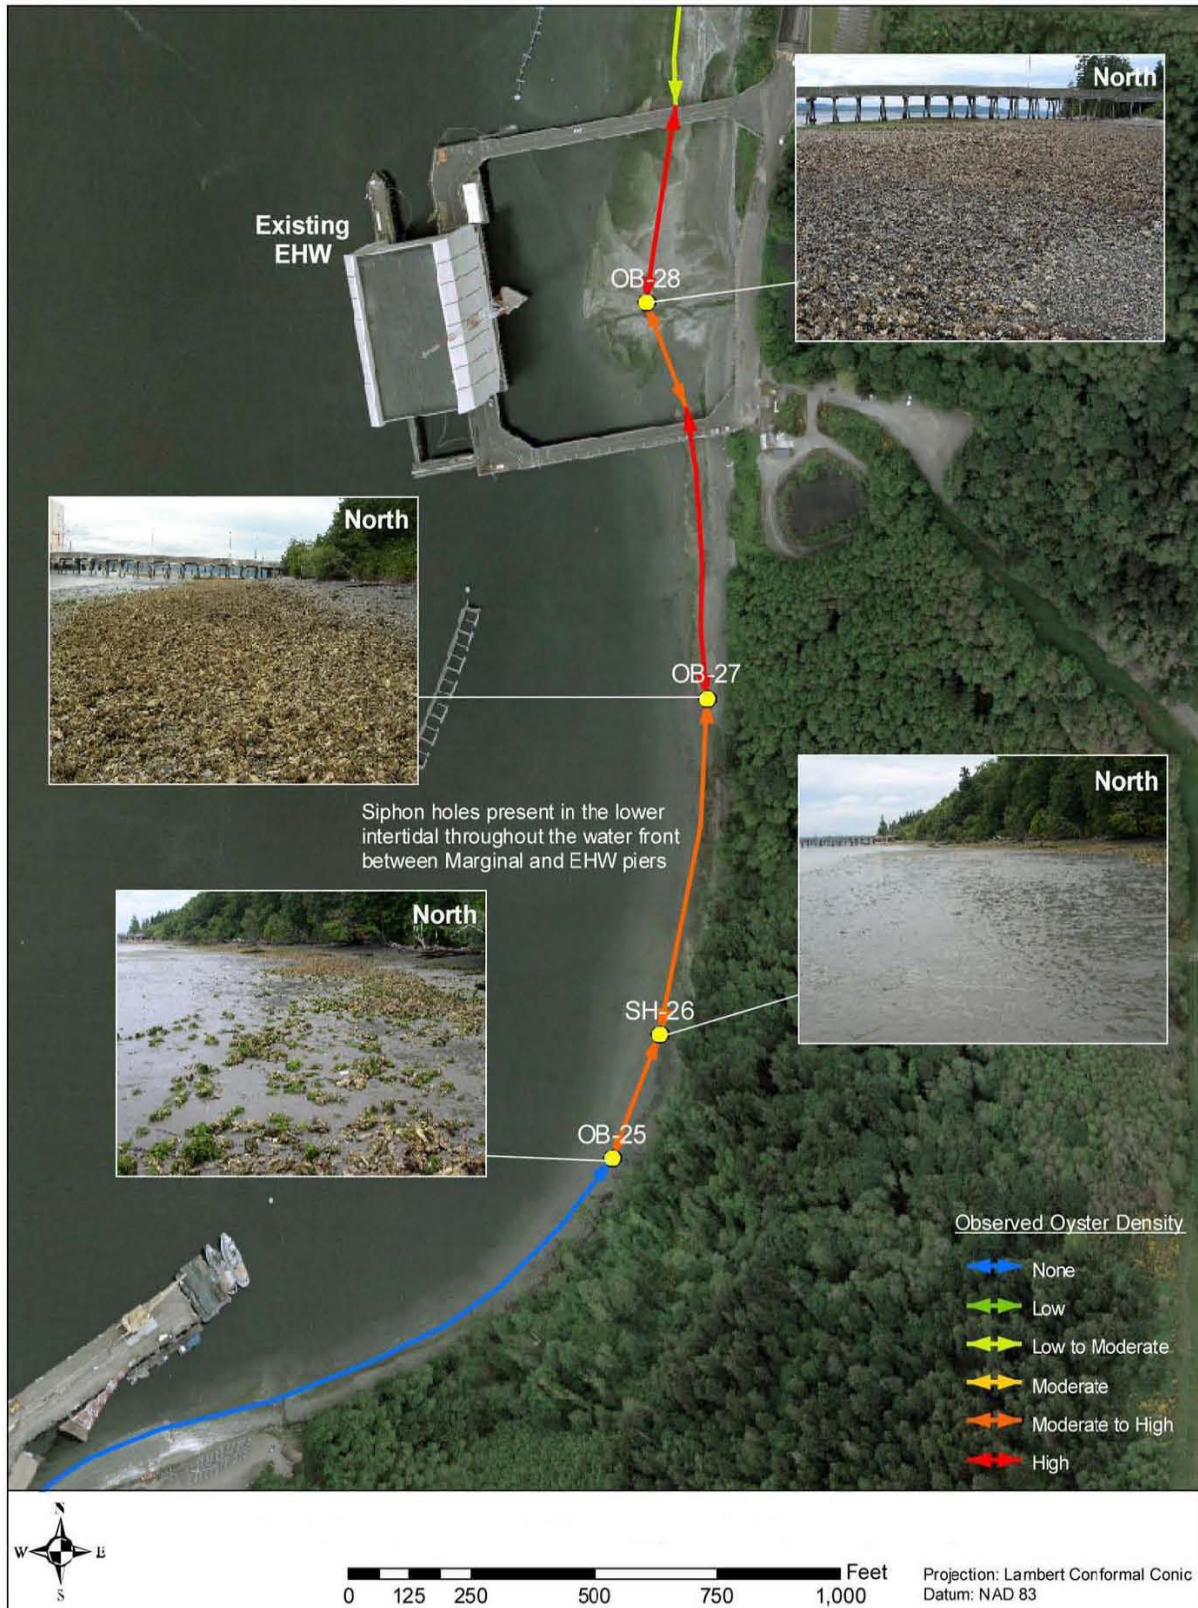 North
Existing
EHW
OB-28
North
OB-27
North
Siphon holes present in the lower
intertidal throughout the water front
between Marginal and EHW piers
North
SH-26
OB-25
Observed Oyster Density
None
Low
Low to Moderate
Moderate
Moderate to High
High
N
W E
S
Feet
0 125 250 500 750 1,000
Projection: Lambert Conformal Conic
Datum: NAD 83